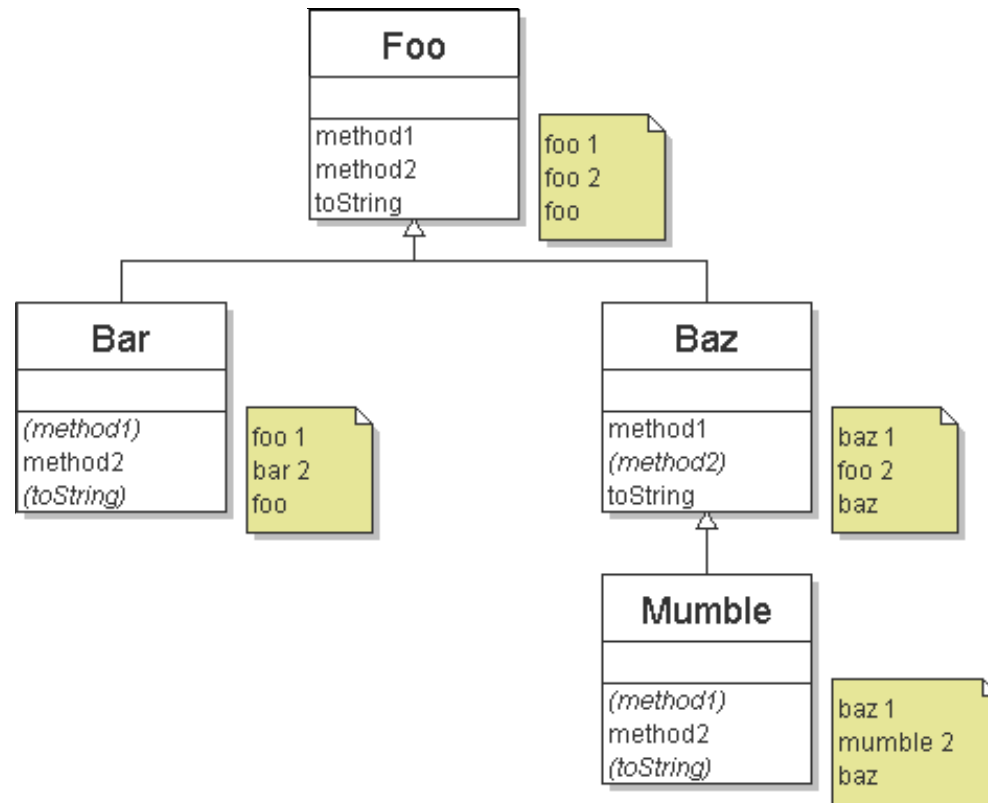 Foo
method1
method2
toString
foo 1
foo 2
foo
Bar
(method1)
method2
(toString)
foo 1
bar 2
foo
Baz
method1
(method2)
toString
baz 1
foo 2
baz
Mumble
(method1)
method2
(toString)
baz 1
mumble 2
baz